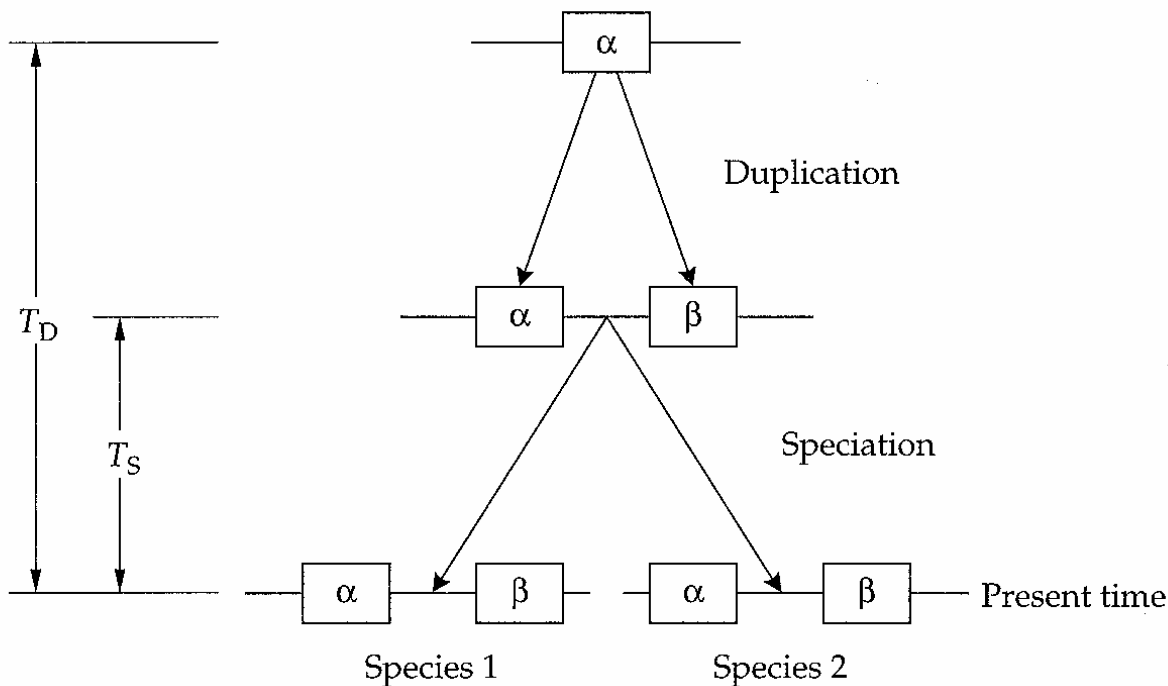 α
Duplication
α β
T_D
T_S
Speciation
α β α β Present time
Species 1 Species 2